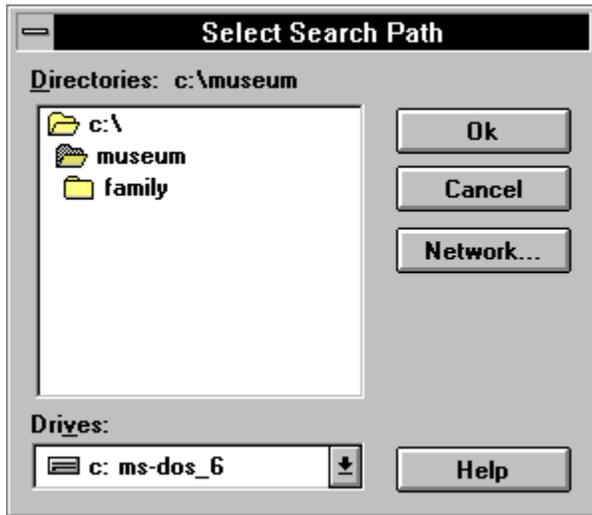 Select Search Path
Directories: c:\museum
c:\
museum
family
Ok
Cancel
Network...
Drives:
c: ms-dos_6
Help